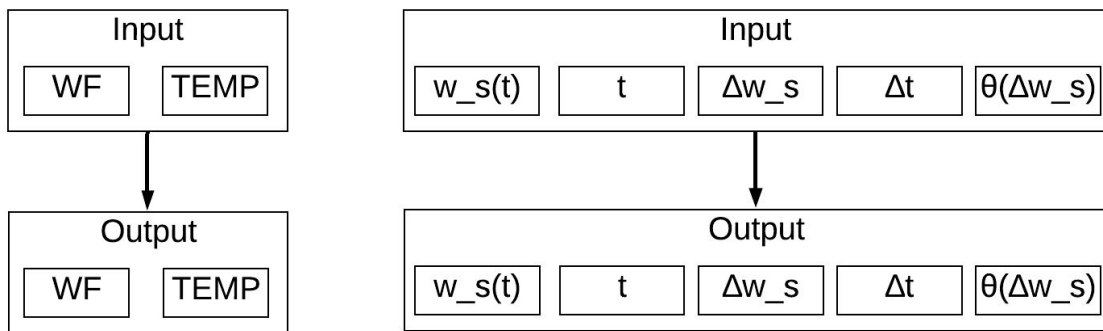 Input
WF TEMP
Output
WF TEMP
Input
w_s(t) t Δw_s Δt θ(Δw_s)
Output
w_s(t) t Δw_s Δt θ(Δw_s)